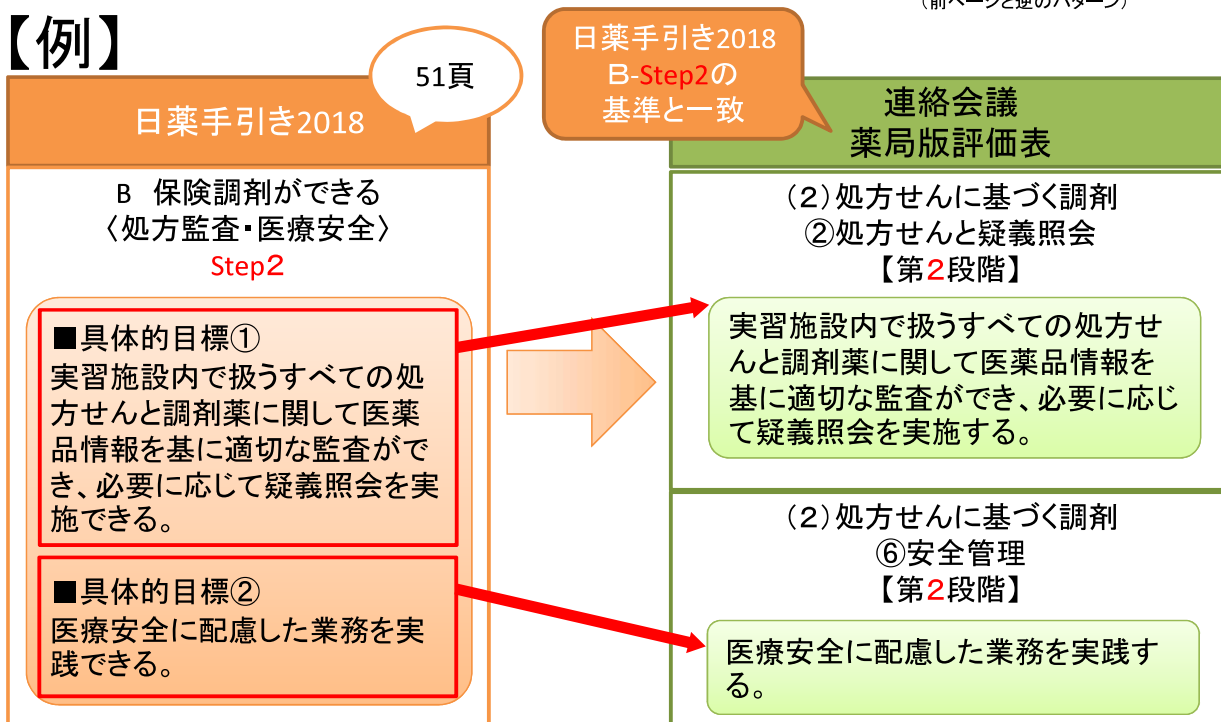 （前ページと逆のパターン）
【例】
51頁
日薬手引き2018
B-Step2の
基準と一致
日薬手引き2018
B 保険調剤ができる
〈処方監査・医療安全〉
Step2
■具体的目標①
実習施設内で扱うすべての処
方せんと調剤薬に関して医薬
品情報を基に適切な監査がで
き、必要に応じて疑義照会を実
施できる。
■具体的目標②
医療安全に配慮した業務を実
践できる。
連絡会議
薬局版評価表
（2）処方せんに基づく調剤
②処方せんと疑義照会
【第2段階】
実習施設内で扱うすべての処方せ
んと調剤薬に関して医薬品情報を
基に適切な監査ができ、必要に応じ
て疑義照会を実施する。
（2）処方せんに基づく調剤
⑥安全管理
【第2段階】
医療安全に配慮した業務を実践す
る。